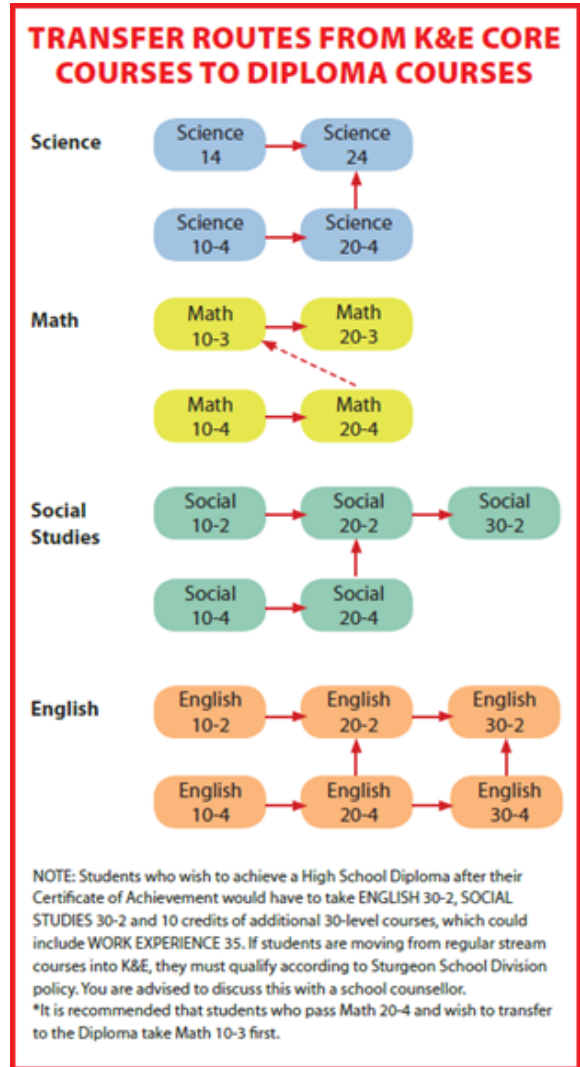 TRANSFER ROUTES FROM K&E CORE
COURSES TO DIPLOMA COURSES
Science
Science
14
Science
24
Science
10-4
Science
20-4
Math
Math
10-3
Math
20-3
Math
10-4
Math
20-4
Social
Studies
Social
10-2
Social
20-2
Social
30-2
Social
10-4
Social
20-4
English
English
10-2
English
20-2
English
30-2
English
10-4
English
20-4
English
30-4
NOTE: Students who wish to achieve a High School Diploma after their
Certificate of Achievement would have to take ENGLISH 30-2, SOCIAL
STUDIES 30-2 and 10 credits of additional 30-level courses, which could
include WORK EXPERIENCE 35. If students are moving from regular stream
courses into K&E, they must qualify according to Sturgeon School Division
policy. You are advised to discuss this with a school counsellor.
*It is recommended that students who pass Math 20-4 and wish to transfer
to the Diploma take Math 10-3 first.